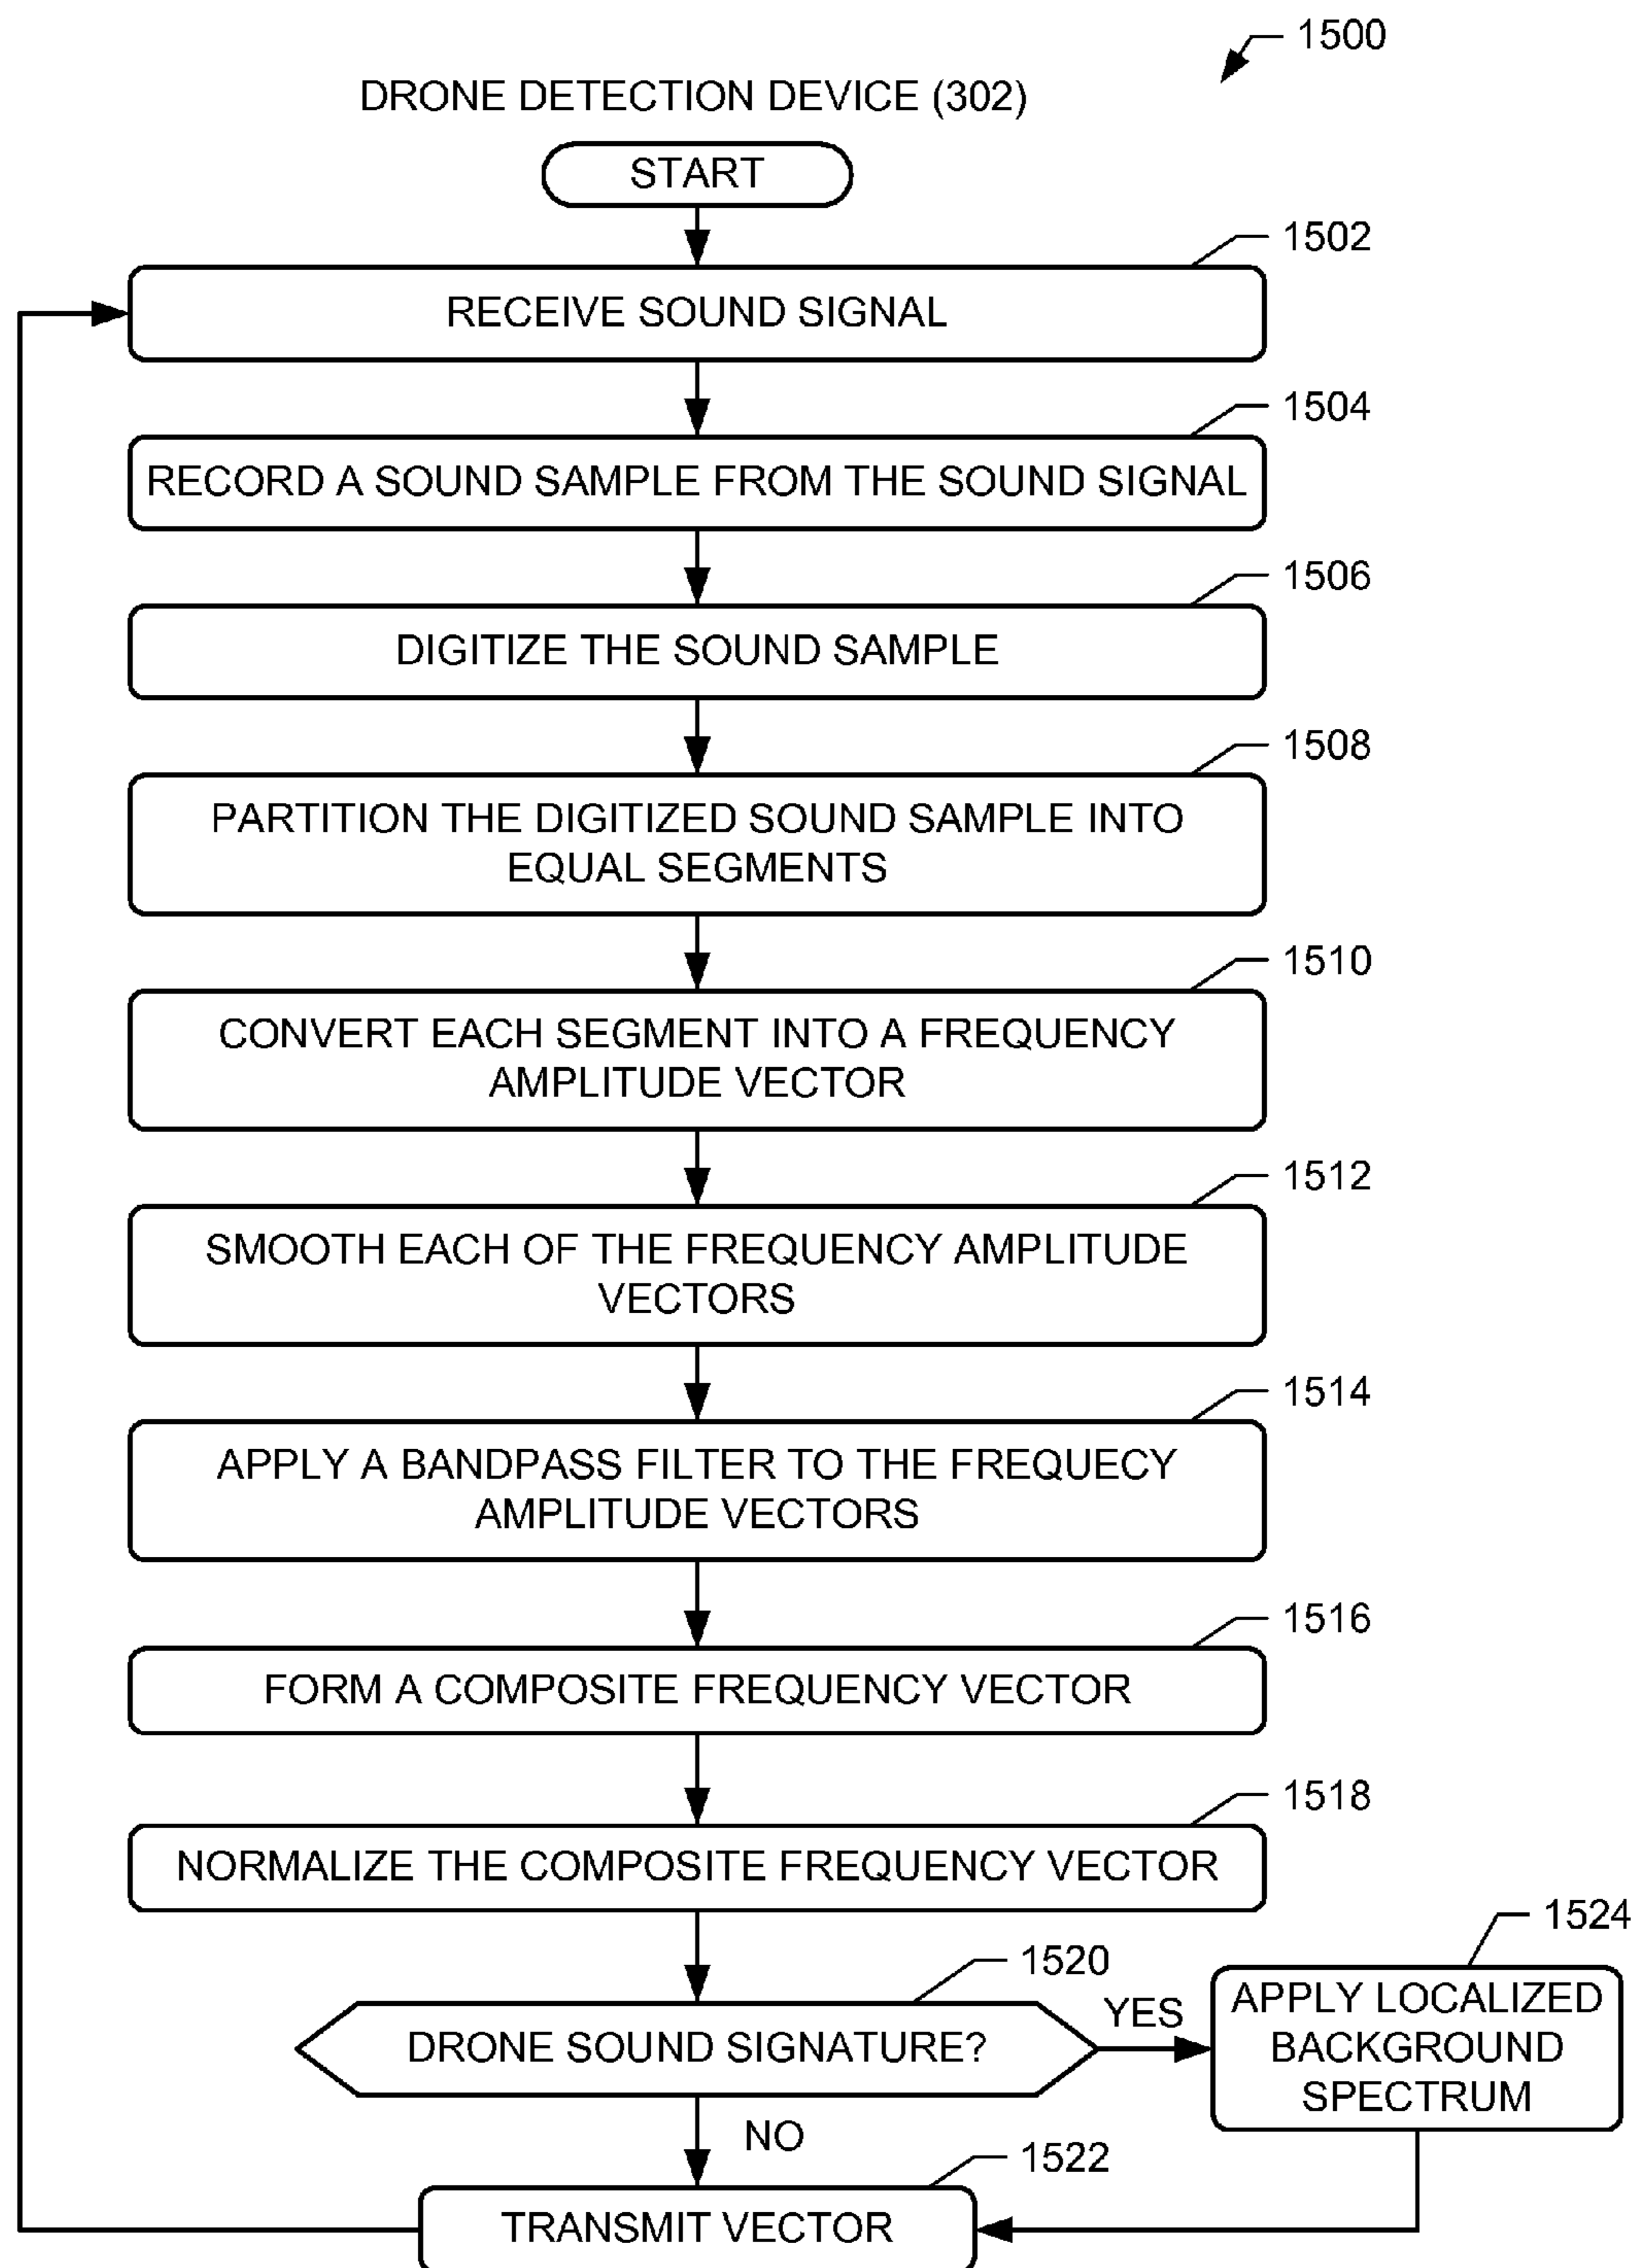 1500
DRONE DETECTION DEVICE (302)
START
1502
RECEIVE SOUND SIGNAL
1504
RECORD A SOUND SAMPLE FROM THE SOUND SIGNAL
1506
DIGITIZE THE SOUND SAMPLE
1508
PARTITION THE DIGITIZED SOUND SAMPLE INTO
EQUAL SEGMENTS
1510
CONVERT EACH SEGMENT INTO A FREQUENCY
AMPLITUDE VECTOR
1512
SMOOTH EACH OF THE FREQUENCY AMPLITUDE
VECTORS
1514
APPLY A BANDPASS FILTER TO THE FREQUECY
AMPLITUDE VECTORS
1516
FORM A COMPOSITE FREQUENCY VECTOR
1518
NORMALIZE THE COMPOSITE FREQUENCY VECTOR
1520
DRONE SOUND SIGNATURE?
YES
1524
APPLY LOCALIZED
BACKGROUND
SPECTRUM
NO
1522
TRANSMIT VECTOR